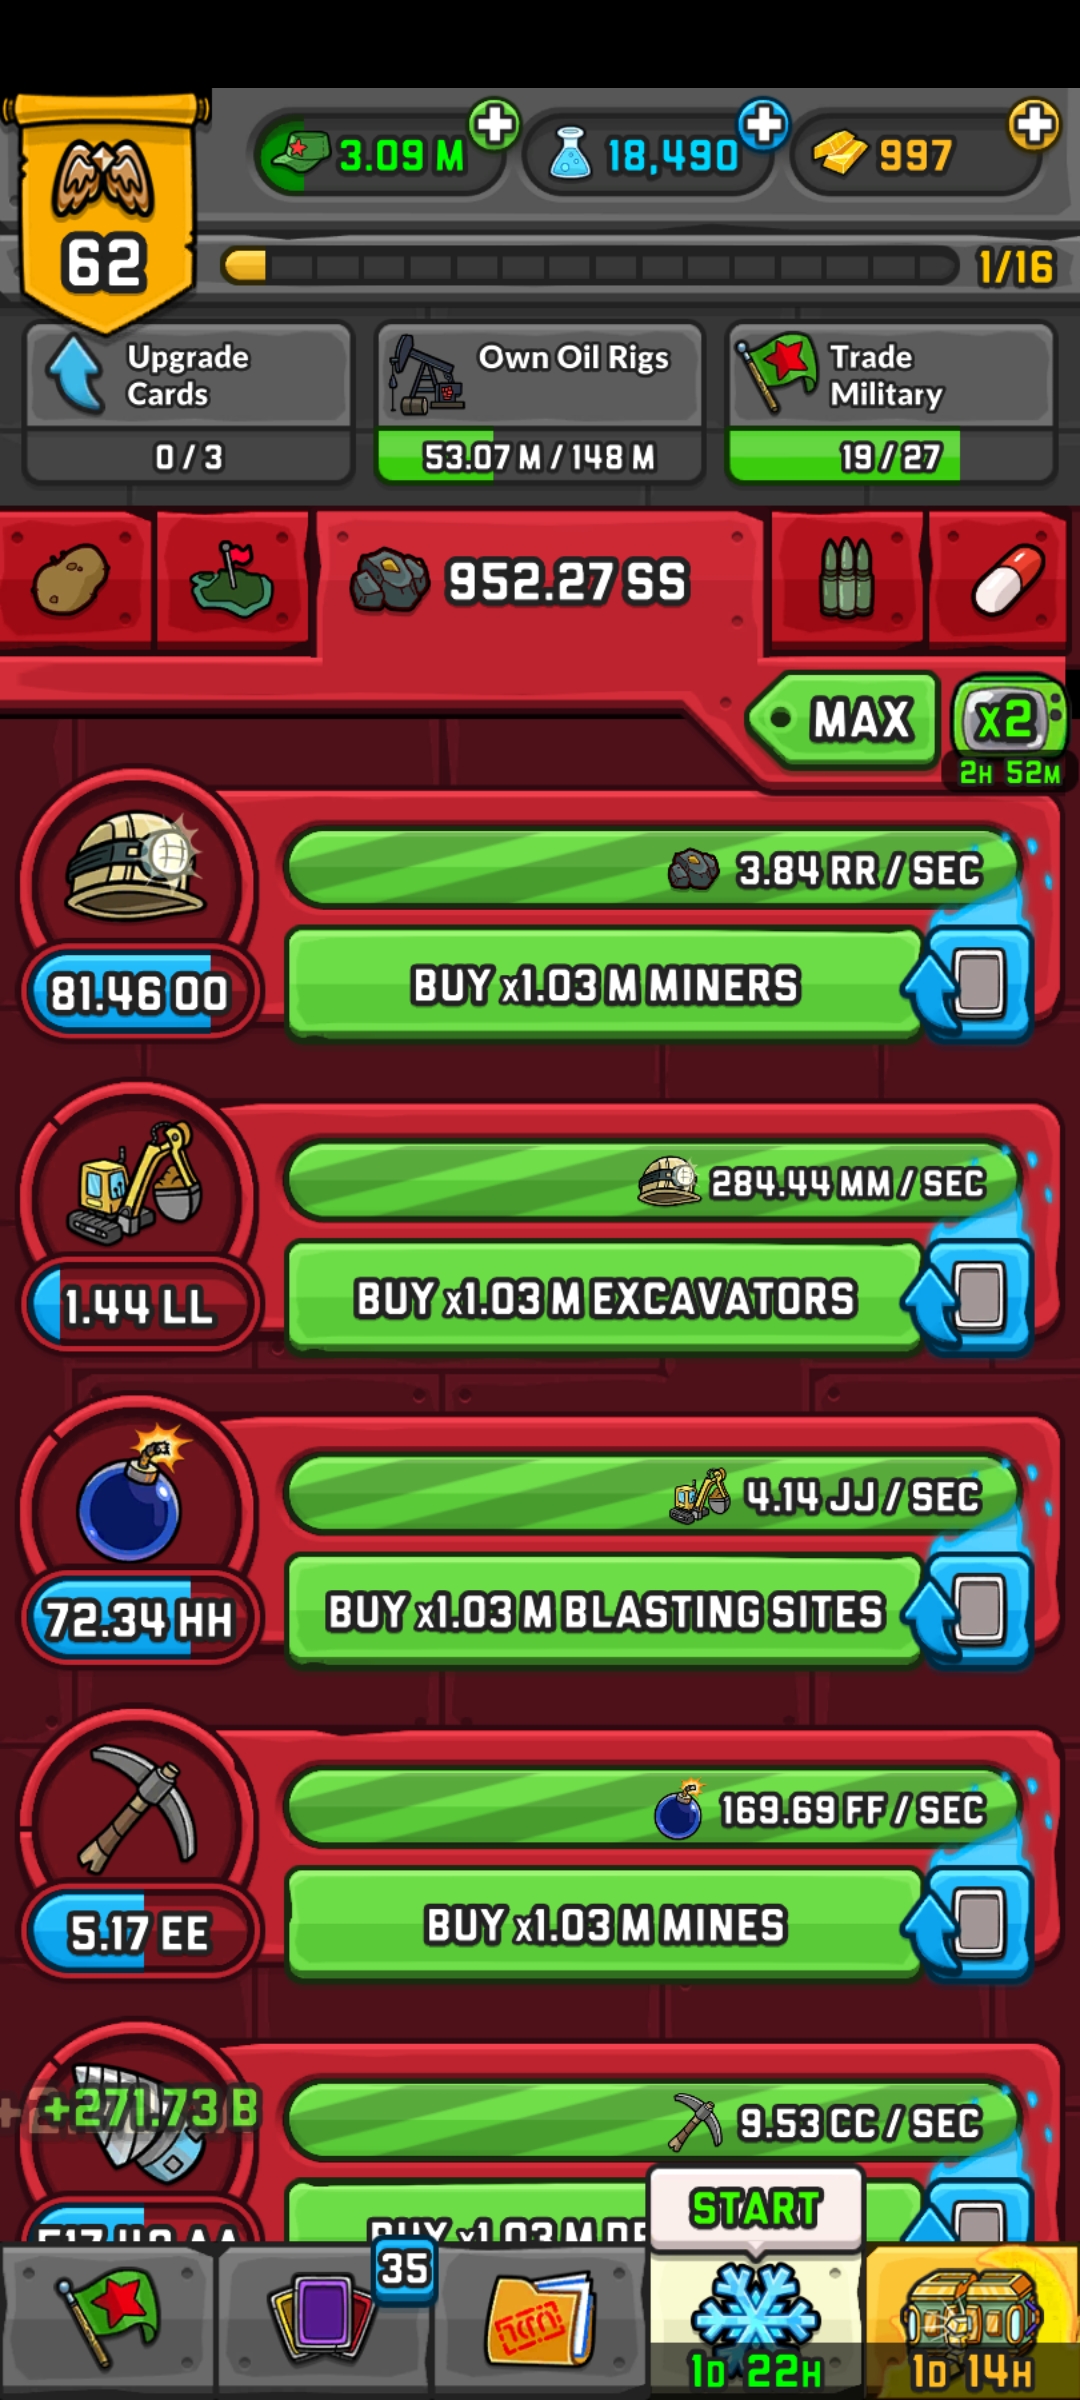 3.09 M
18,490
997
62
1/16
Upgrade
Cards
0 / 3
Own Oil Rigs
53.07 M / 148 M
Trade
Military
19 / 27
952.27 SS
MAX
x2
2H 52M
3.84 RR / SEC
81.46 OO
BUY x1.03 M MINERS
284.44 MM / SEC
1.44 LL
BUY x1.03 M EXCAVATORS
4.14 JJ / SEC
72.34 HH
BUY x1.03 M BLASTING SITES
169.69 FF / SEC
5.17 EE
BUY x1.03 M MINES
+271.73 B
9.53 CC / SEC
BUY x1.03 M
START
35
1D 22H
1D 14H